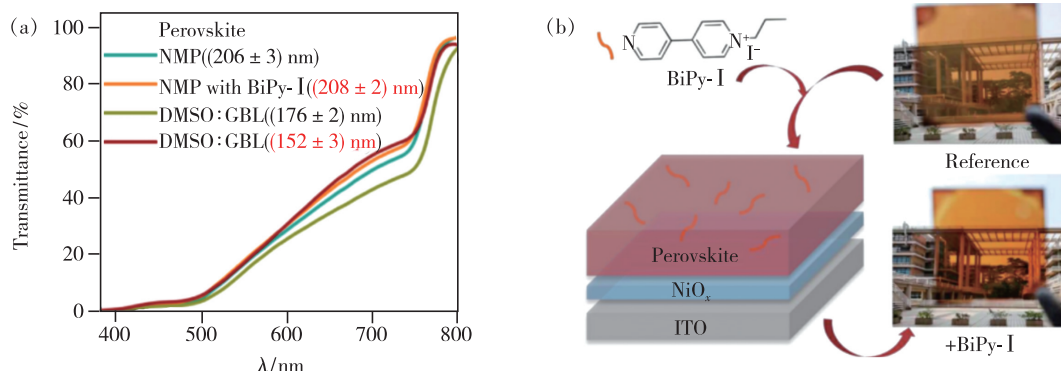 (a)
100
80
60
40
20
0
Transmittance/%
Perovskite
NMP((206 ± 3) nm)
NMP with BiPy-I((208 ± 2) nm)
DMSO:GBL((176 ± 2) nm)
DMSO:GBL((152 ± 3) nm)
400 500 600 700 800
λ/nm
(b)
N
N+
I-
BiPy-I
Reference
Perovskite
NiOx
ITO
+BiPy-I